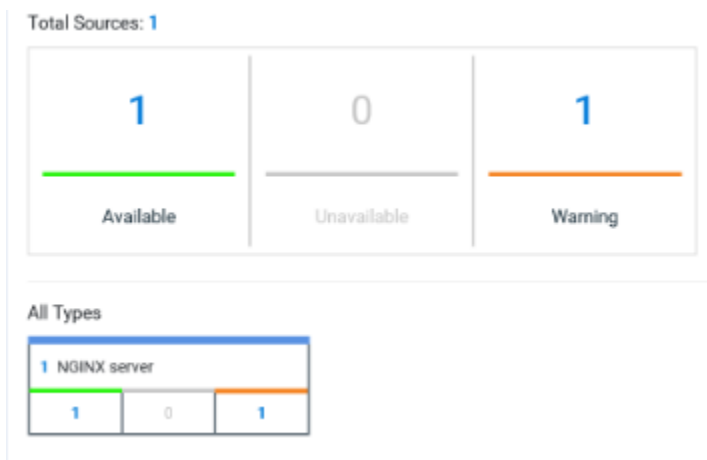 Total Sources: 1
1 0 1
Available Unavailable Warning
All Types
1 NGINX server
1 0 1